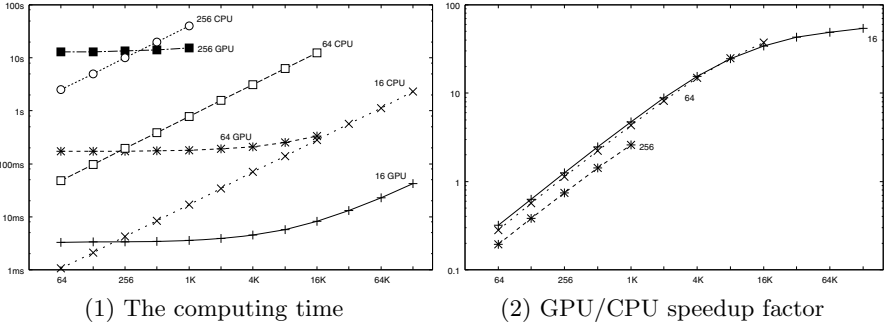 100s
10s
1s
100ms
10ms
1ms
256 CPU
256 GPU
64 CPU
16 CPU
64 GPU
16 GPU
64
256
1K
4K
16K
64K
(1) The computing time
100
10
1
0.1
16
64
256
64
256
1K
4K
16K
64K
(2) GPU/CPU speedup factor